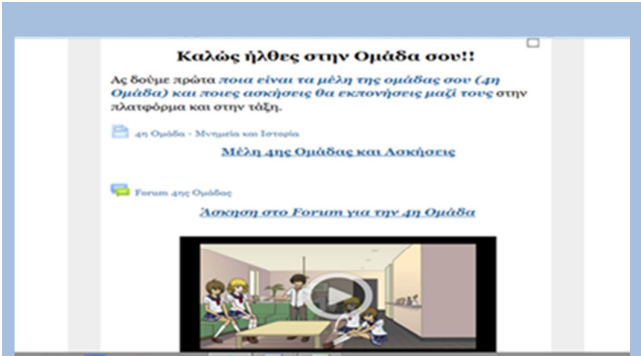 Καλώς ήλθες στην Ομάδα σου!!
Ας δούμε πρώτα ποια είναι τα μέλη της ομάδας σου (4η
Ομάδα) και ποιες ασκήσεις θα εκπονήσεις μαζί τους στην
πλατφόρμα και στην τάξη.
4η Ομάδα - Μνημεία και Ιστορία
Μέλη 4ης Ομάδας και Ασκήσεις
Forum 4ης Ομάδας
Άσκηση στο Forum για την 4η Ομάδα